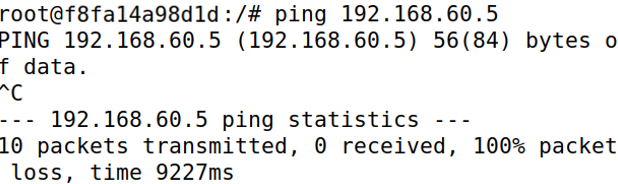 root@f8fa14a98d1d:/# ping 192.168.60.5
PING 192.168.60.5 (192.168.60.5) 56(84) bytes o
f data.
^C
--- 192.168.60.5 ping statistics ---
10 packets transmitted, 0 received, 100% packet
 loss, time 9227ms